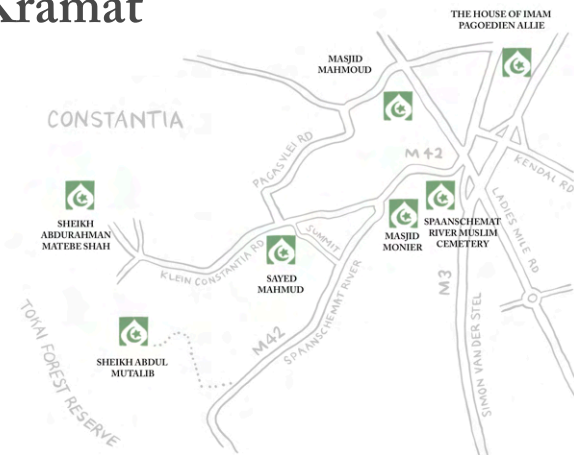 Kramat
THE HOUSE OF IMAM
PAGOEDIEN ALLIE
MASJID
MAHMOUD
CONSTANTIA
PAGASVLEI RD
M42
KENDAL RD
SHEIKH
ABDURAHMAN
MATEBE SHAH
SPAANSCHEMAT
RIVER MUSLIM
CEMETERY
MASJID
MONIER
LADIES MILE RD
SUMMIT
KLEIN CONSTANTIA RD
SAYED
MAHMUD
M3
SPAANSCHEMAT RIVER
SIMON VAN DER STEL
TOKAI FOREST RESERVE
M42
SHEIKH ABDUL
MUTALIB